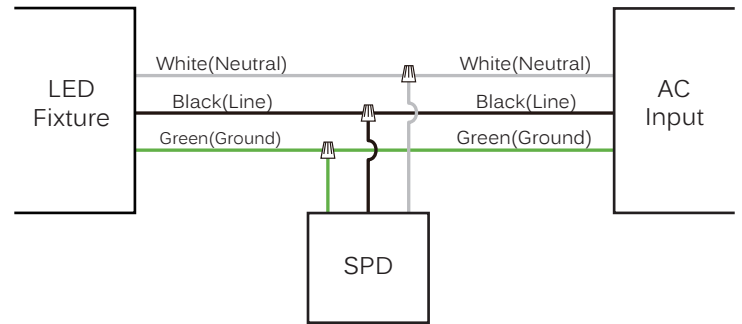 White(Neutral)
White(Neutral)
LED
Fixture
Black(Line)
Black(Line)
AC
Input
Green(Ground)
Green(Ground)
SPD